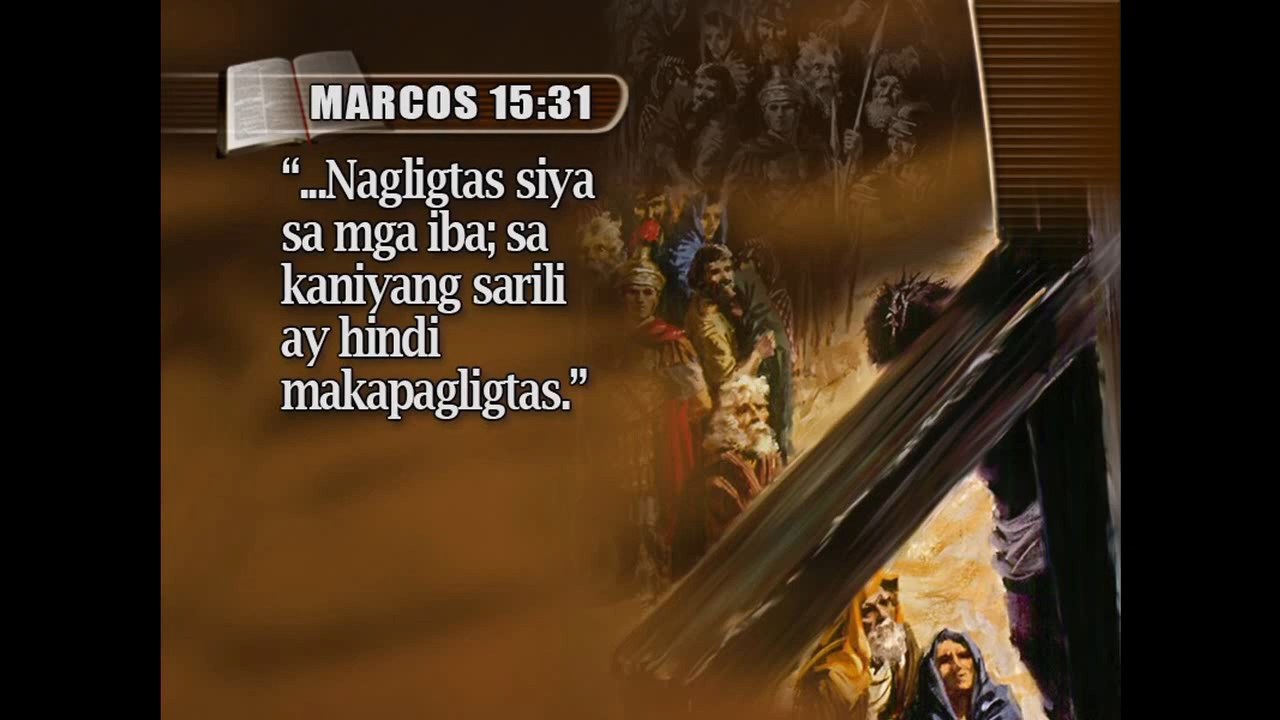 MARCOS 15:31
“...Nagligtas siya
sa mga iba; sa
kaniyang sarili
ay hindi
makapagligtas.”